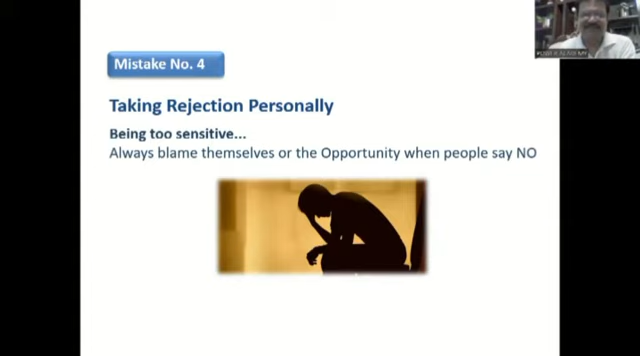 Mistake No. 4
Taking Rejection Personally
Being too sensitive...
Always blame themselves or the Opportunity when people say NO